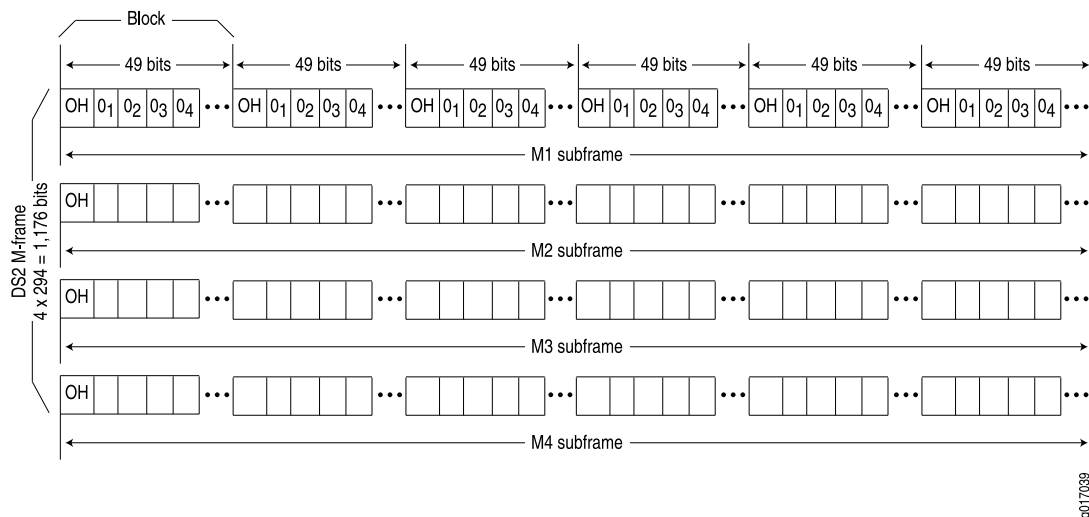 Block
49 bits 49 bits 49 bits 49 bits 49 bits 49 bits
OH 0₁ 0₂ 0₃ 0₄ ••• OH 0₁ 0₂ 0₃ 0₄ ••• OH 0₁ 0₂ 0₃ 0₄ ••• OH 0₁ 0₂ 0₃ 0₄ ••• OH 0₁ 0₂ 0₃ 0₄ ••• OH 0₁ 0₂ 0₃ 0₄ •••
M1 subframe
OH ••• ••• ••• ••• ••• •••
M2 subframe
DS2 M-frame
4 x 294 = 1,176 bits
OH ••• ••• ••• ••• ••• •••
M3 subframe
OH ••• ••• ••• ••• ••• •••
M4 subframe
g017039